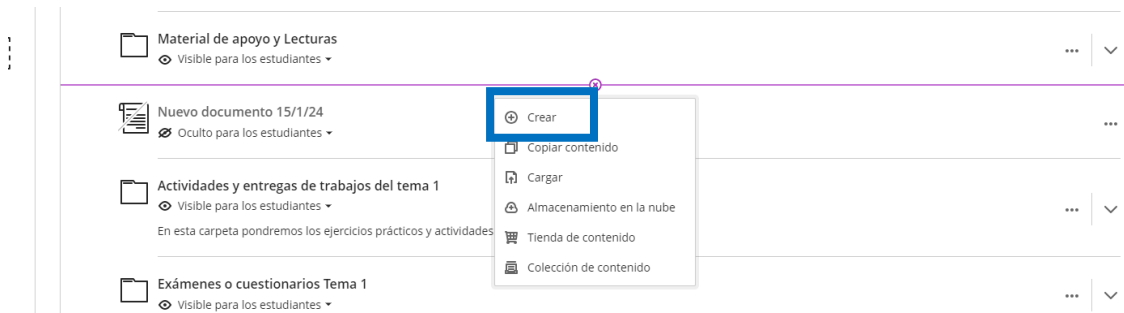 Material de apoyo y Lecturas
Visible para los estudiantes
Nuevo documento 15/1/24
Oculto para los estudiantes
Crear
Copiar contenido
Cargar
Almacenamiento en la nube
Tienda de contenido
Colección de contenido
Actividades y entregas de trabajos del tema 1
Visible para los estudiantes
En esta carpeta pondremos los ejercicios prácticos y actividades
Exámenes o cuestionarios Tema 1
Visible para los estudiantes